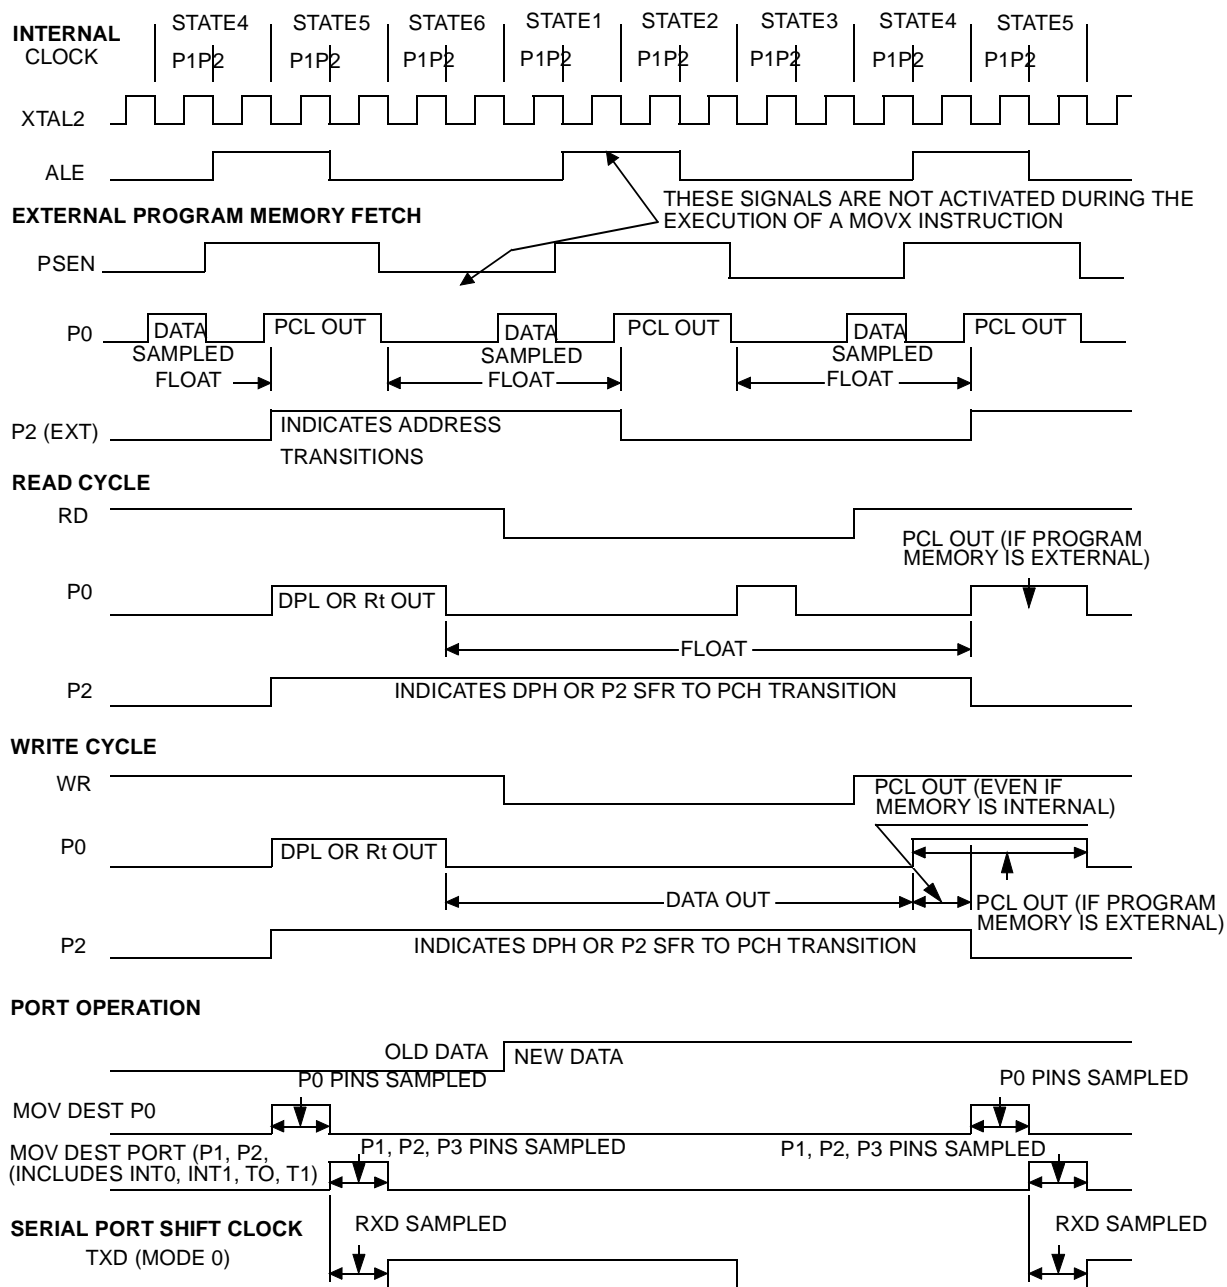 INTERNAL
CLOCK
STATE4 STATE5 STATE6 STATE1 STATE2 STATE3 STATE4 STATE5
P1P2 P1P2 P1P2 P1P2 P1P2 P1P2 P1P2 P1P2
XTAL2
ALE
THESE SIGNALS ARE NOT ACTIVATED DURING THE
EXECUTION OF A MOVX INSTRUCTION
EXTERNAL PROGRAM MEMORY FETCH
PSEN
P0
DATA PCL OUT DATA PCL OUT DATA PCL OUT
SAMPLED SAMPLED SAMPLED
FLOAT FLOAT FLOAT
P2 (EXT)
INDICATES ADDRESS
TRANSITIONS
READ CYCLE
RD
PCL OUT (IF PROGRAM
MEMORY IS EXTERNAL)
P0
DPL OR Rt OUT
FLOAT
P2
INDICATES DPH OR P2 SFR TO PCH TRANSITION
WRITE CYCLE
WR
PCL OUT (EVEN IF
MEMORY IS INTERNAL)
P0
DPL OR Rt OUT
DATA OUT
PCL OUT (IF PROGRAM
MEMORY IS EXTERNAL)
P2
INDICATES DPH OR P2 SFR TO PCH TRANSITION
PORT OPERATION
OLD DATA NEW DATA
P0 PINS SAMPLED P0 PINS SAMPLED
MOV DEST P0
MOV DEST PORT (P1, P2,
(INCLUDES INT0, INT1, TO, T1)
P1, P2, P3 PINS SAMPLED P1, P2, P3 PINS SAMPLED
SERIAL PORT SHIFT CLOCK
RXD SAMPLED RXD SAMPLED
TXD (MODE 0)